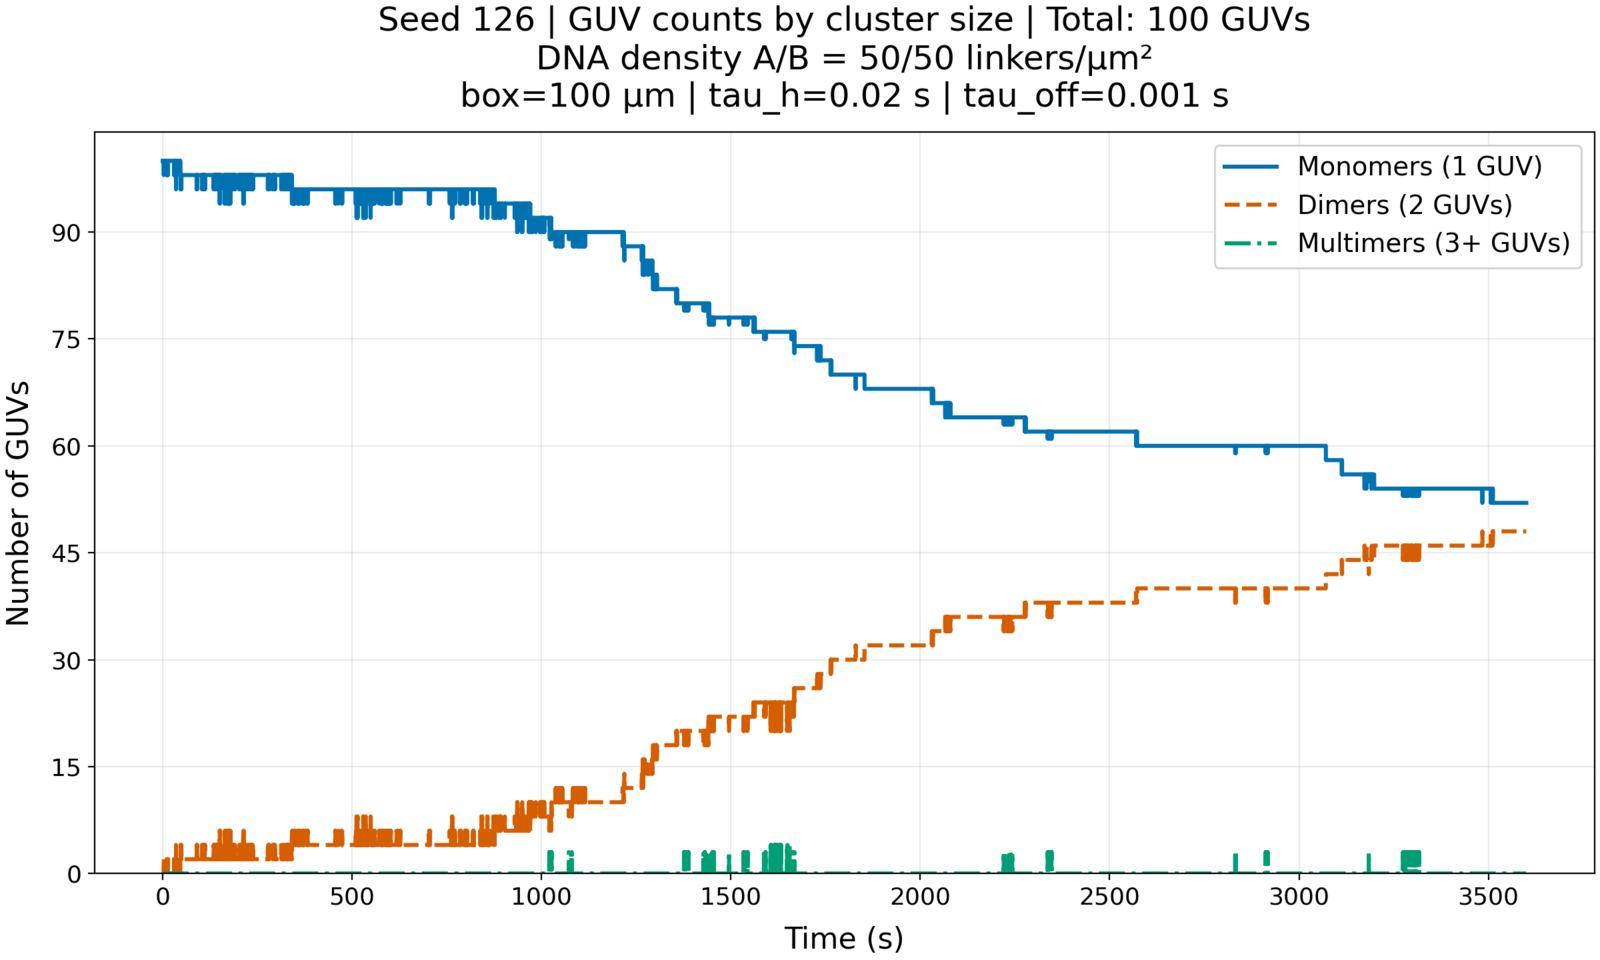 Seed 126 | GUV counts by cluster size | Total: 100 GUVs
DNA density A/B = 50/50 linkers/μm²
box=100 μm | tau_h=0.02 s | tau_off=0.001 s
Monomers (1 GUV)
Dimers (2 GUVs)
Multimers (3+ GUVs)
Number of GUVs
90
75
60
45
30
15
0
0 500 1000 1500 2000 2500 3000 3500
Time (s)